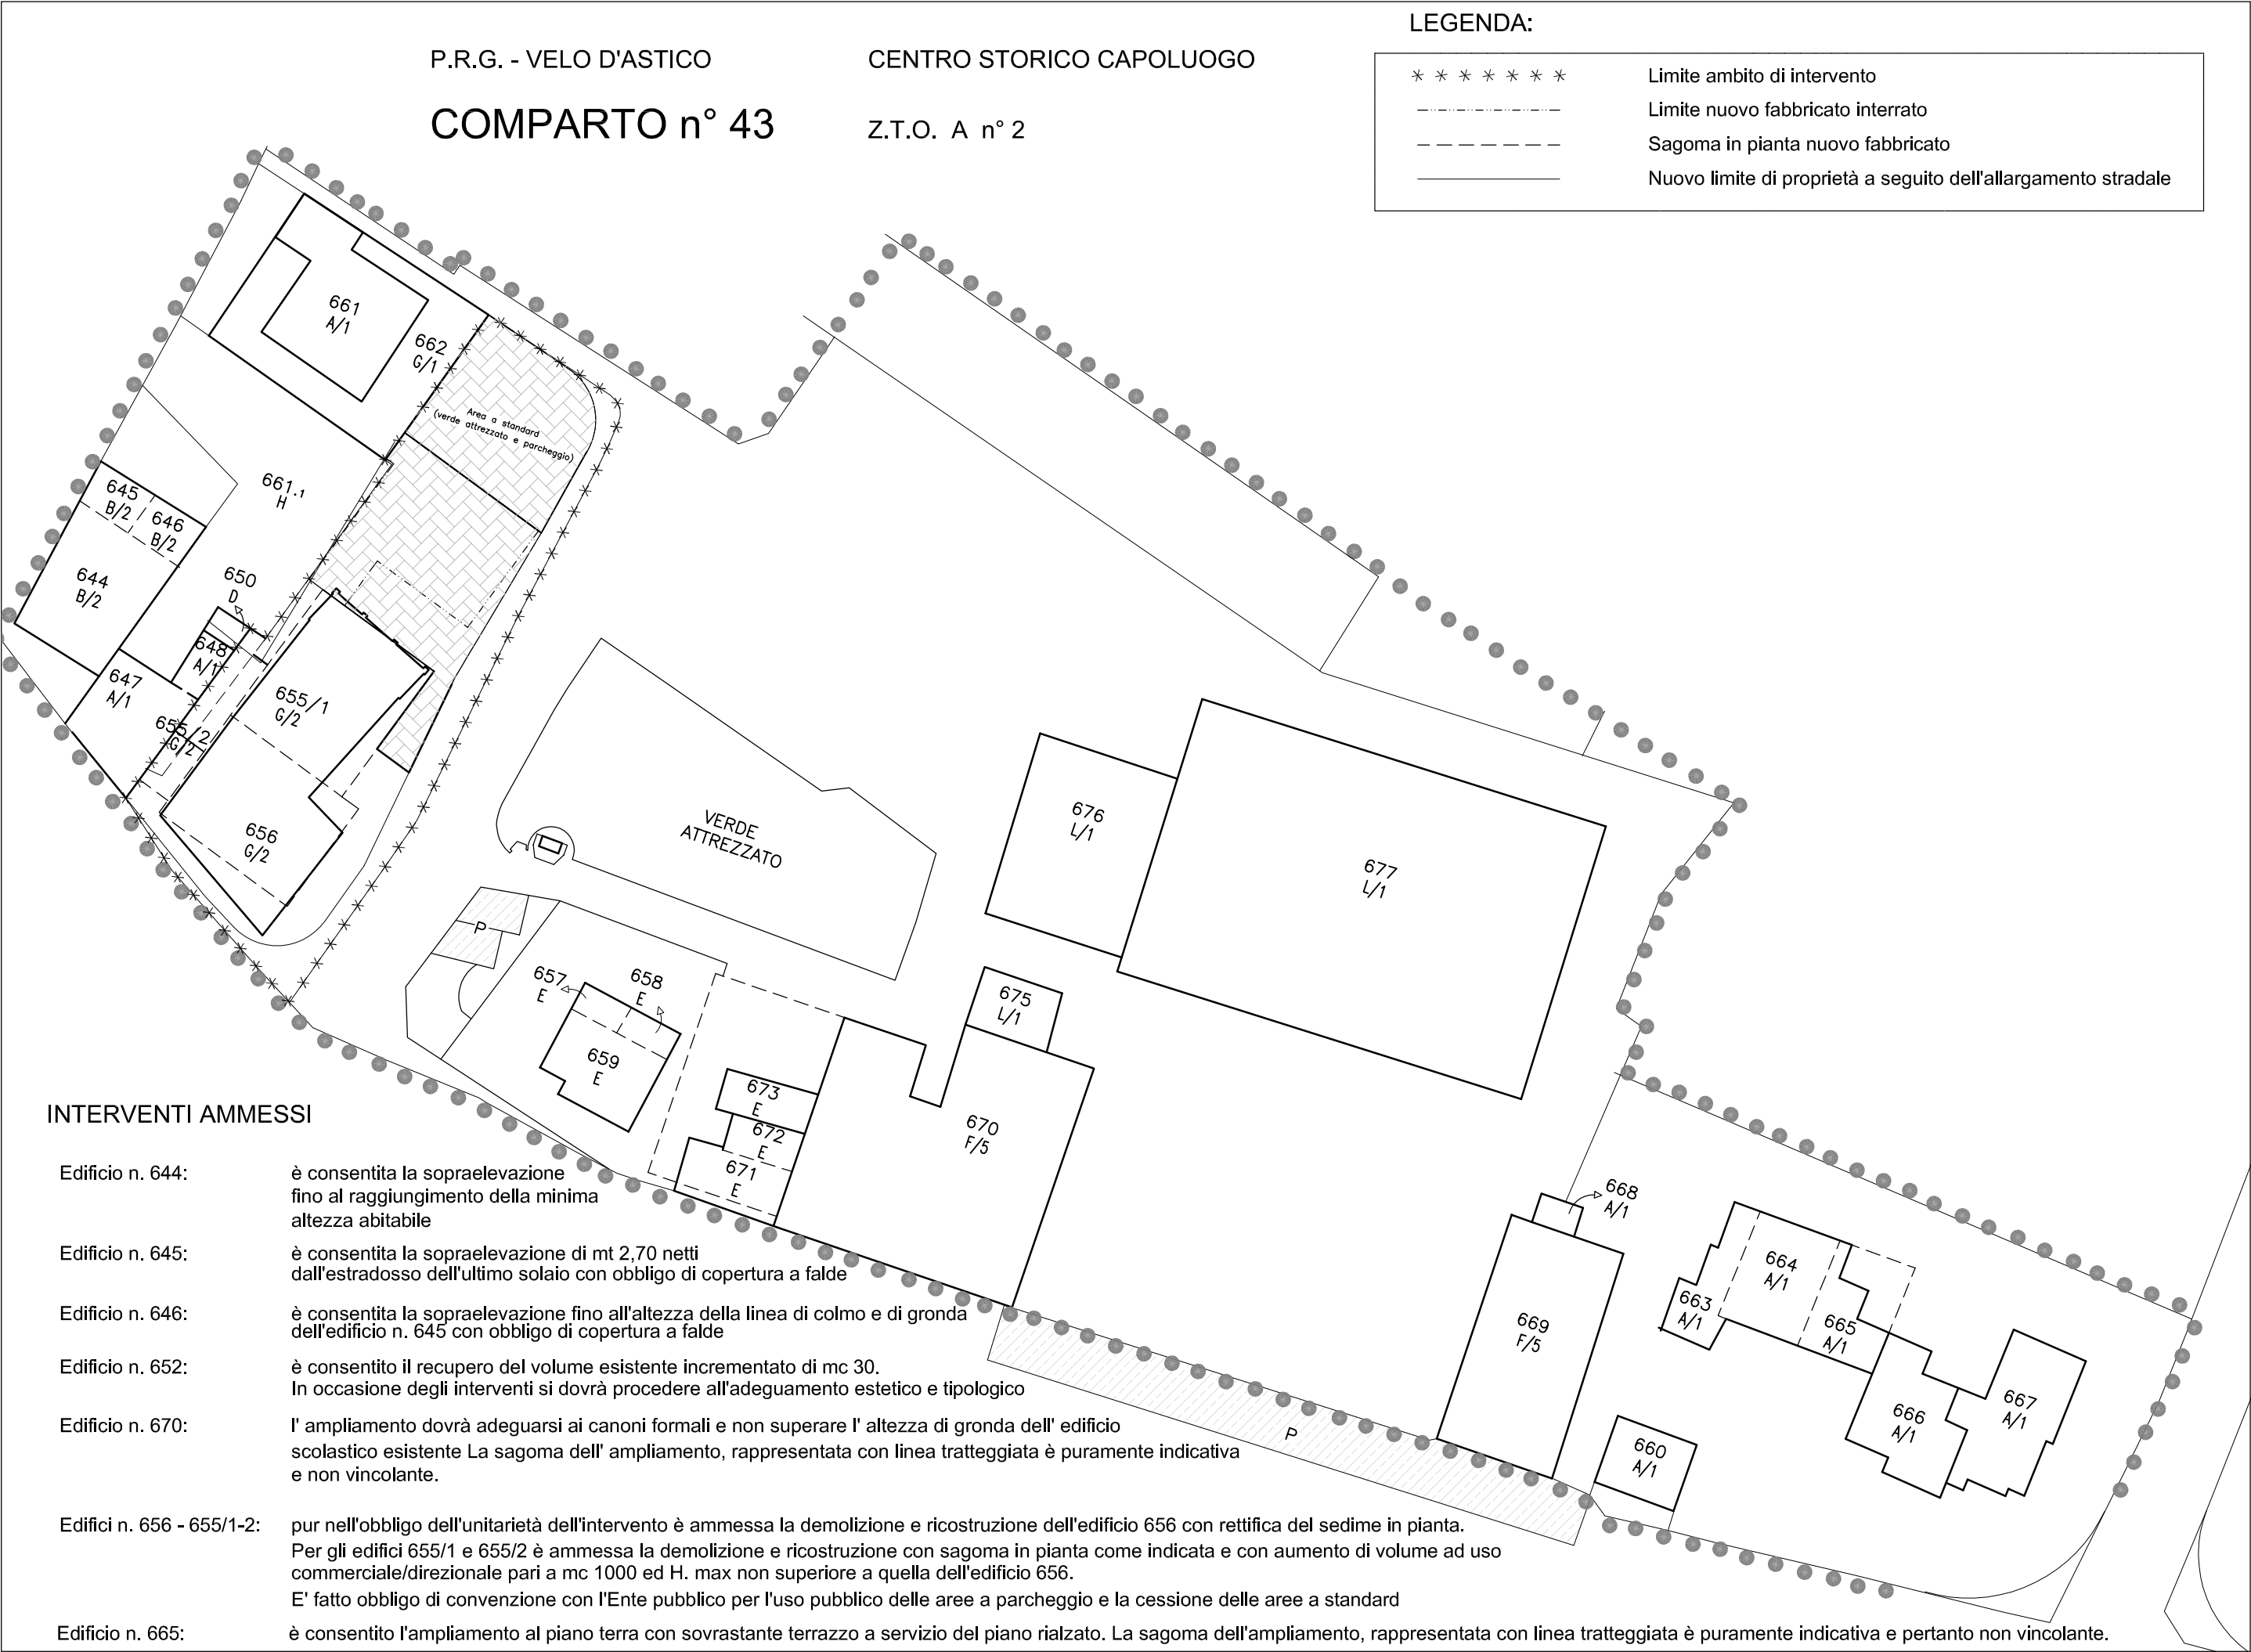 LEGENDA:
P.R.G. - VELO D'ASTICO
CENTRO STORICO CAPOLUOGO
COMPARTO n° 43
Z.T.O. A n° 2
Limite ambito di intervento
Limite nuovo fabbricato interrato
Sagoma in pianta nuovo fabbricato
Nuovo limite di proprietà a seguito dell'allargamento stradale
661
A/1
662
G/1
Area a standard
(verde attrezzato e parcheggio)
661.1
H
645
B/2
646
B/2
644
B/2
650
D
648
A/1
647
A/1
655/2
G/2
655/1
G/2
656
G/2
VERDE
ATTREZZATO
P
657
E
658
E
659
E
676
L/1
677
L/1
675
L/1
673
E
672
E
671
E
670
F/5
668
A/1
669
F/5
664
A/1
663
A/1
665
A/1
666
A/1
667
A/1
660
A/1
P
INTERVENTI AMMESSI
Edificio n. 644: è consentita la sopraelevazione
fino al raggiungimento della minima
altezza abitabile
Edificio n. 645: è consentita la sopraelevazione di mt 2,70 netti
dall'estradosso dell'ultimo solaio con obbligo di copertura a falde
Edificio n. 646: è consentita la sopraelevazione fino all'altezza della linea di colmo e di gronda
dell'edificio n. 645 con obbligo di copertura a falde
Edificio n. 652: è consentito il recupero del volume esistente incrementato di mc 30.
In occasione degli interventi si dovrà procedere all'adeguamento estetico e tipologico
Edificio n. 670: l' ampliamento dovrà adeguarsi ai canoni formali e non superare l' altezza di gronda dell' edificio
scolastico esistente La sagoma dell' ampliamento, rappresentata con linea tratteggiata è puramente indicativa
e non vincolante.
Edifici n. 656 - 655/1-2: pur nell'obbligo dell'unitarietà dell'intervento è ammessa la demolizione e ricostruzione dell'edificio 656 con rettifica del sedime in pianta.
Per gli edifici 655/1 e 655/2 è ammessa la demolizione e ricostruzione con sagoma in pianta come indicata e con aumento di volume ad uso
commerciale/direzionale pari a mc 1000 ed H. max non superiore a quella dell'edificio 656.
E' fatto obbligo di convenzione con l'Ente pubblico per l'uso pubblico delle aree a parcheggio e la cessione delle aree a standard
Edificio n. 665: è consentito l'ampliamento al piano terra con sovrastante terrazzo a servizio del piano rialzato. La sagoma dell'ampliamento, rappresentata con linea tratteggiata è puramente indicativa e pertanto non vincolante.